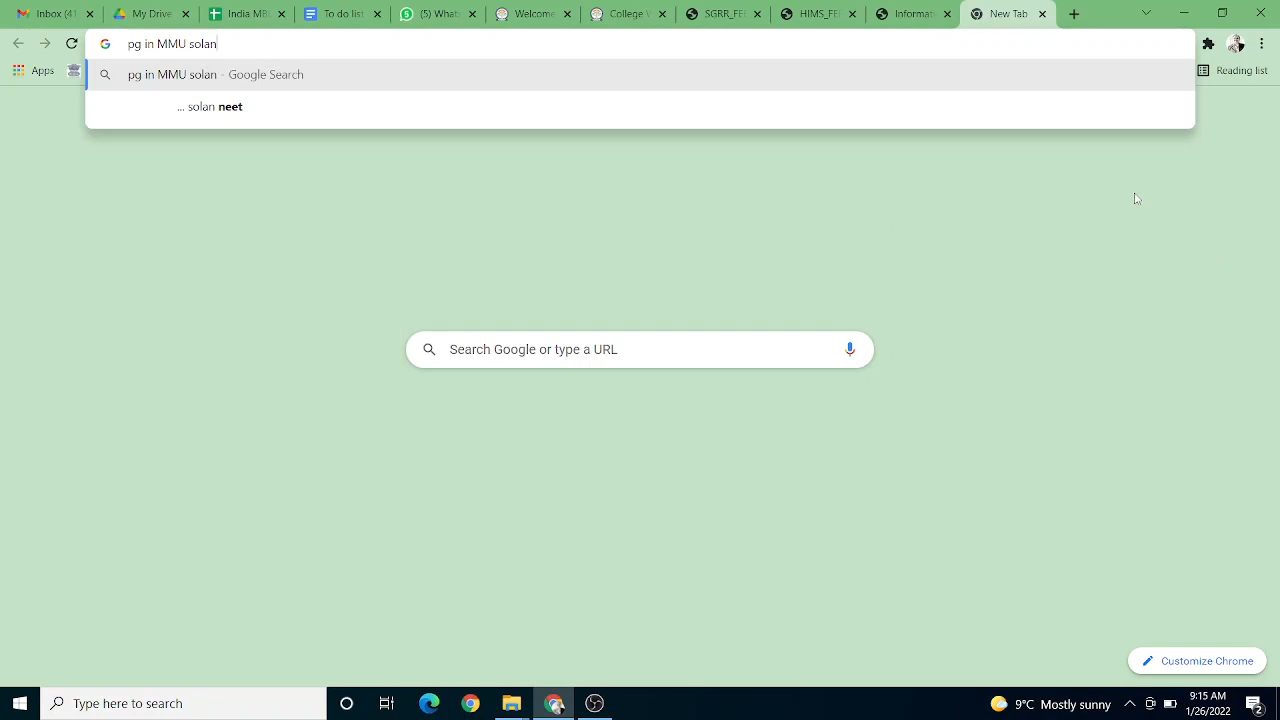 Inbox (41 My Drive India MB To do list (5) What Welcome College V SGRR_FE HIMS_FE Informat New Tab
pg in MMU solan
Apps pg in MMU solan - Google Search Reading list
... solan neet
Search Google or type a URL
Customize Chrome
Type here to search 9°C Mostly sunny 9:15 AM
1/26/2022 2